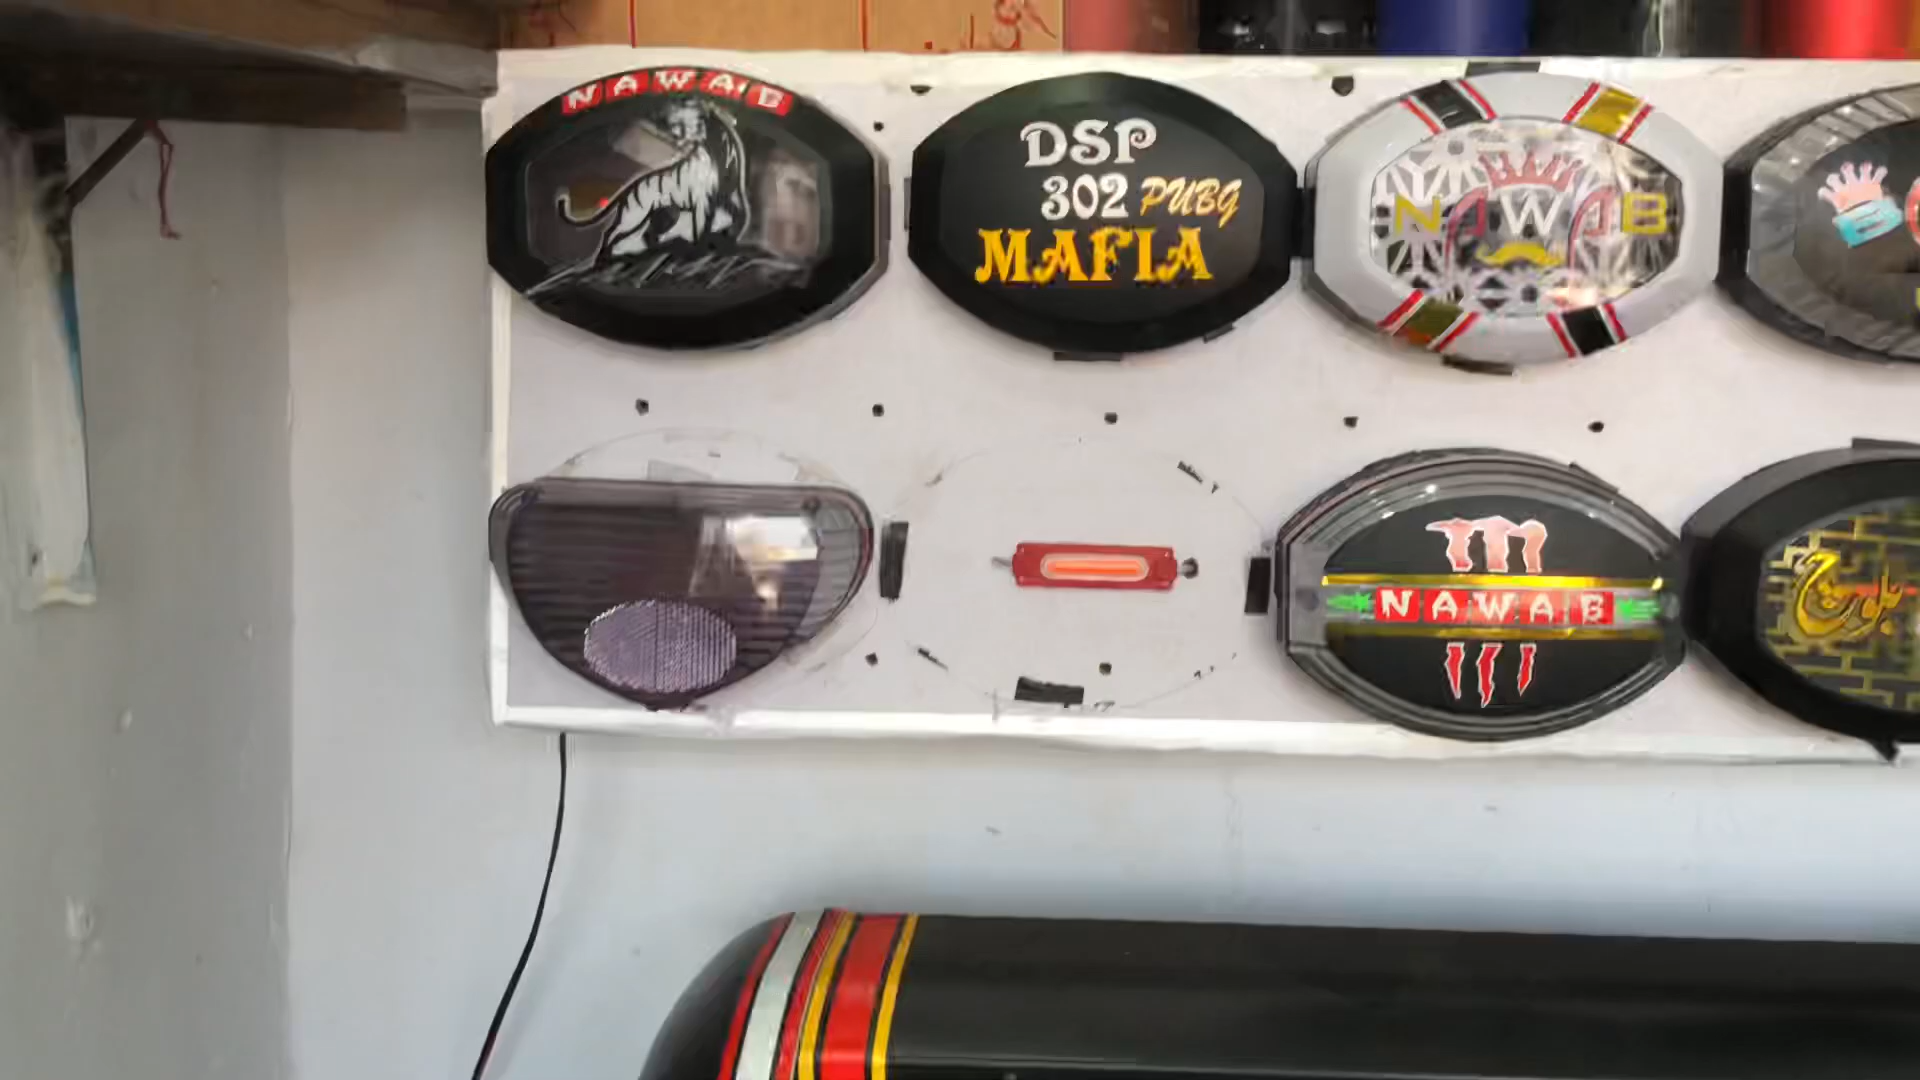 NAWAB
DSP
302 PUBG
MAFIA
NAWAB
NAWAB
بلوچ